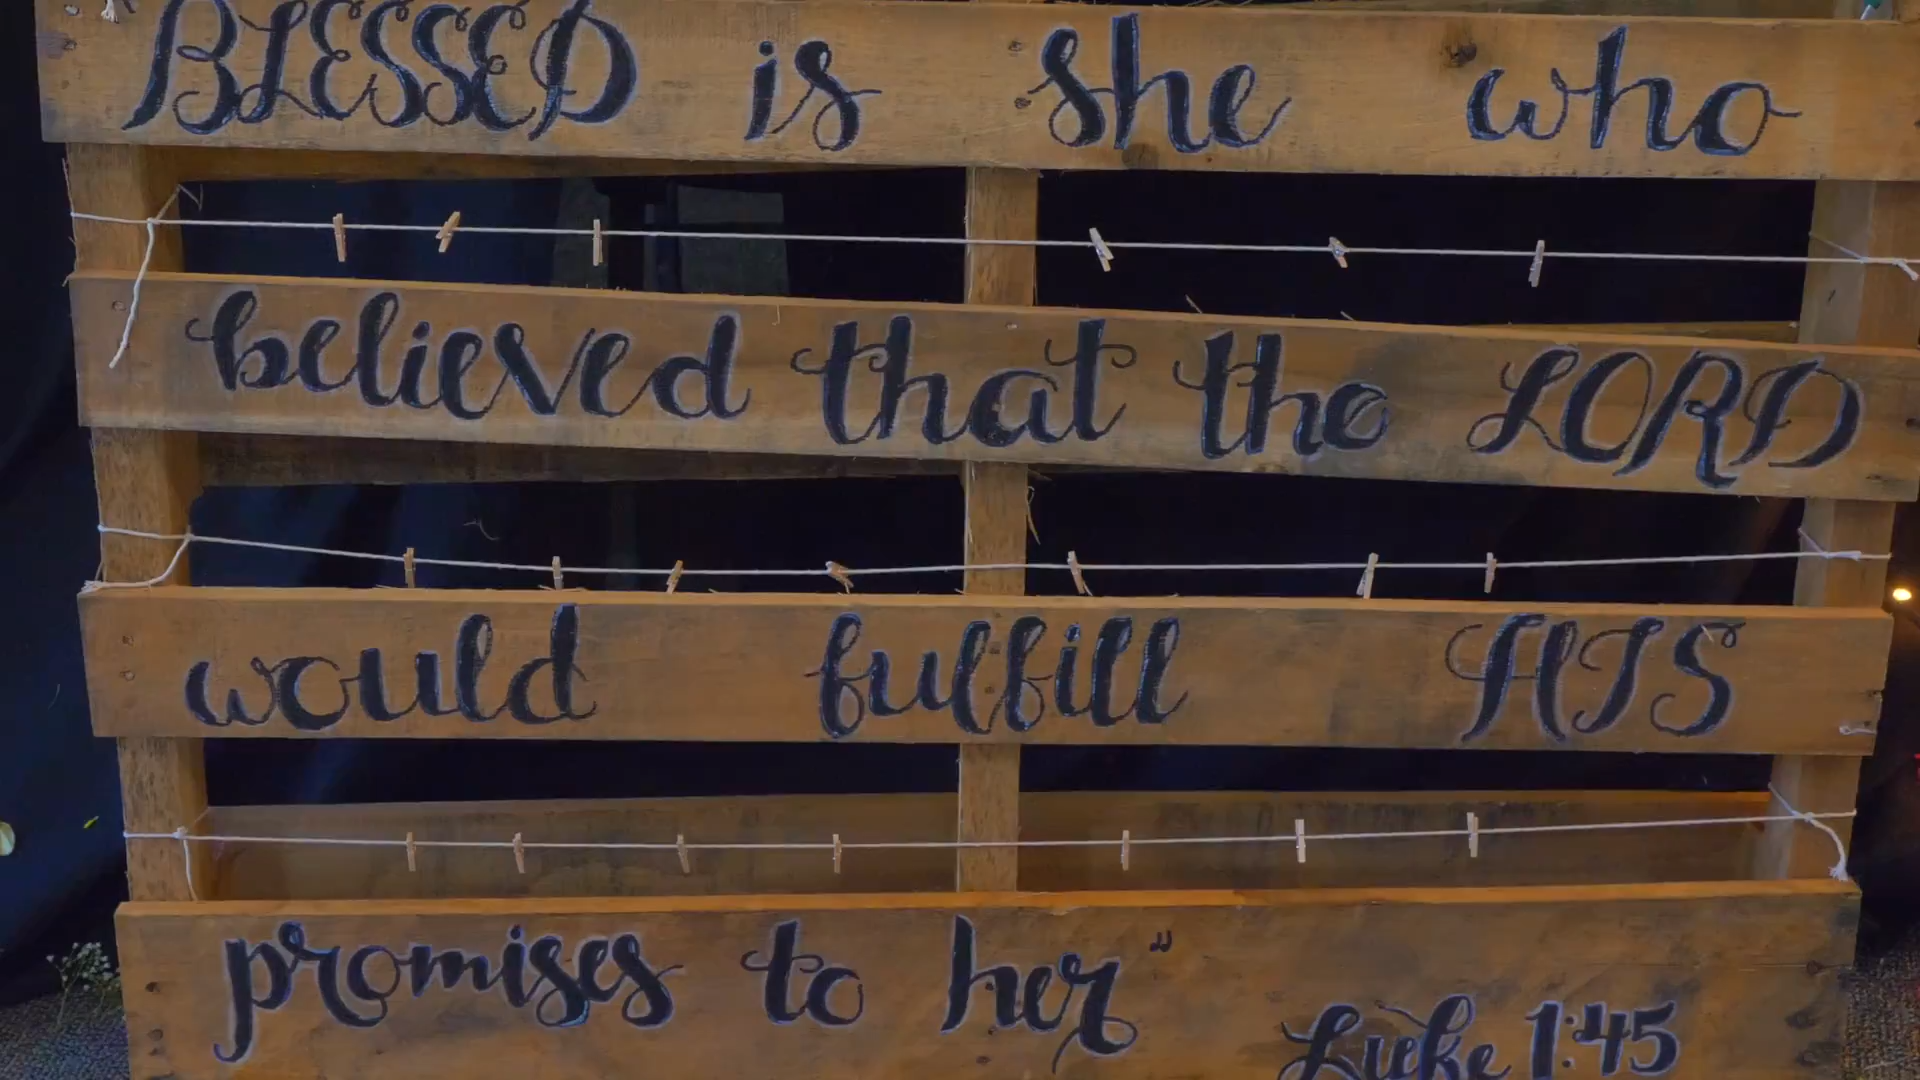 "BLESSED is she who
believed that the LORD
would fulfill HIS
promises to her"
Luke 1:45